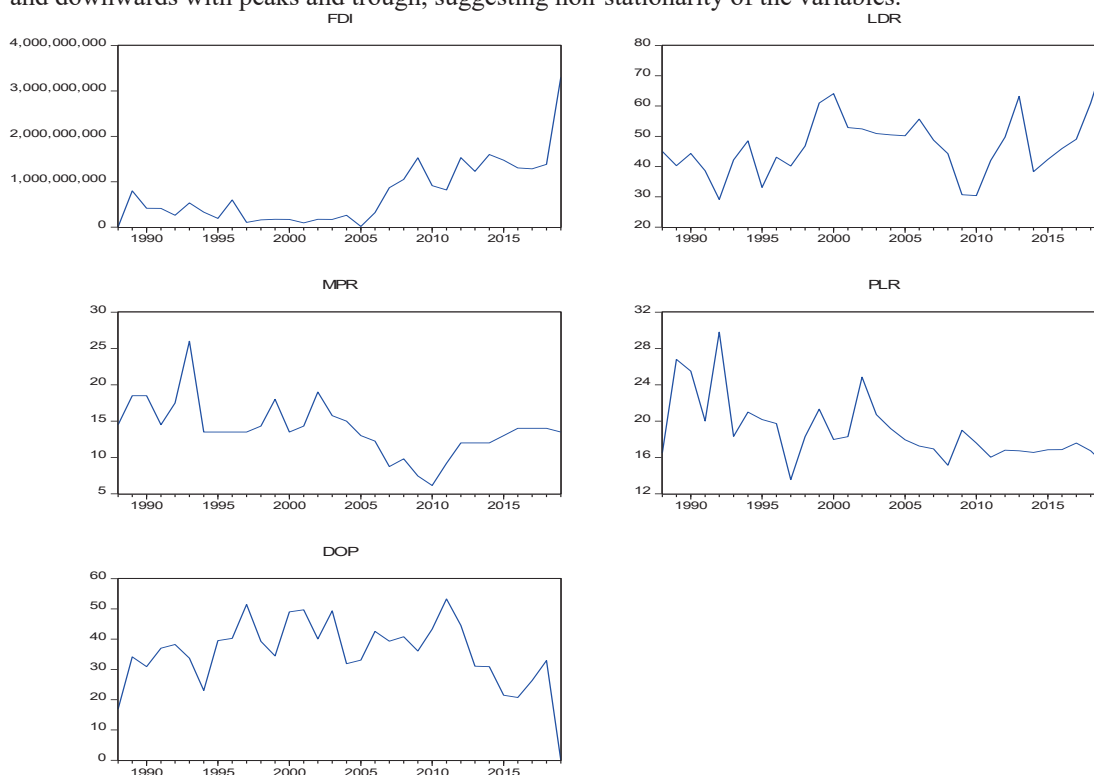 and downwards with peaks and trough, suggesting non-stationarity of the variables.
FDI
4,000,000,000
3,000,000,000
2,000,000,000
1,000,000,000
0
1990 1995 2000 2005 2010 2015
LDR
80
70
60
50
40
30
20
1990 1995 2000 2005 2010 2015
MPR
30
25
20
15
10
5
1990 1995 2000 2005 2010 2015
PLR
32
28
24
20
16
12
1990 1995 2000 2005 2010 2015
DOP
60
50
40
30
20
10
0
1990 1995 2000 2005 2010 2015